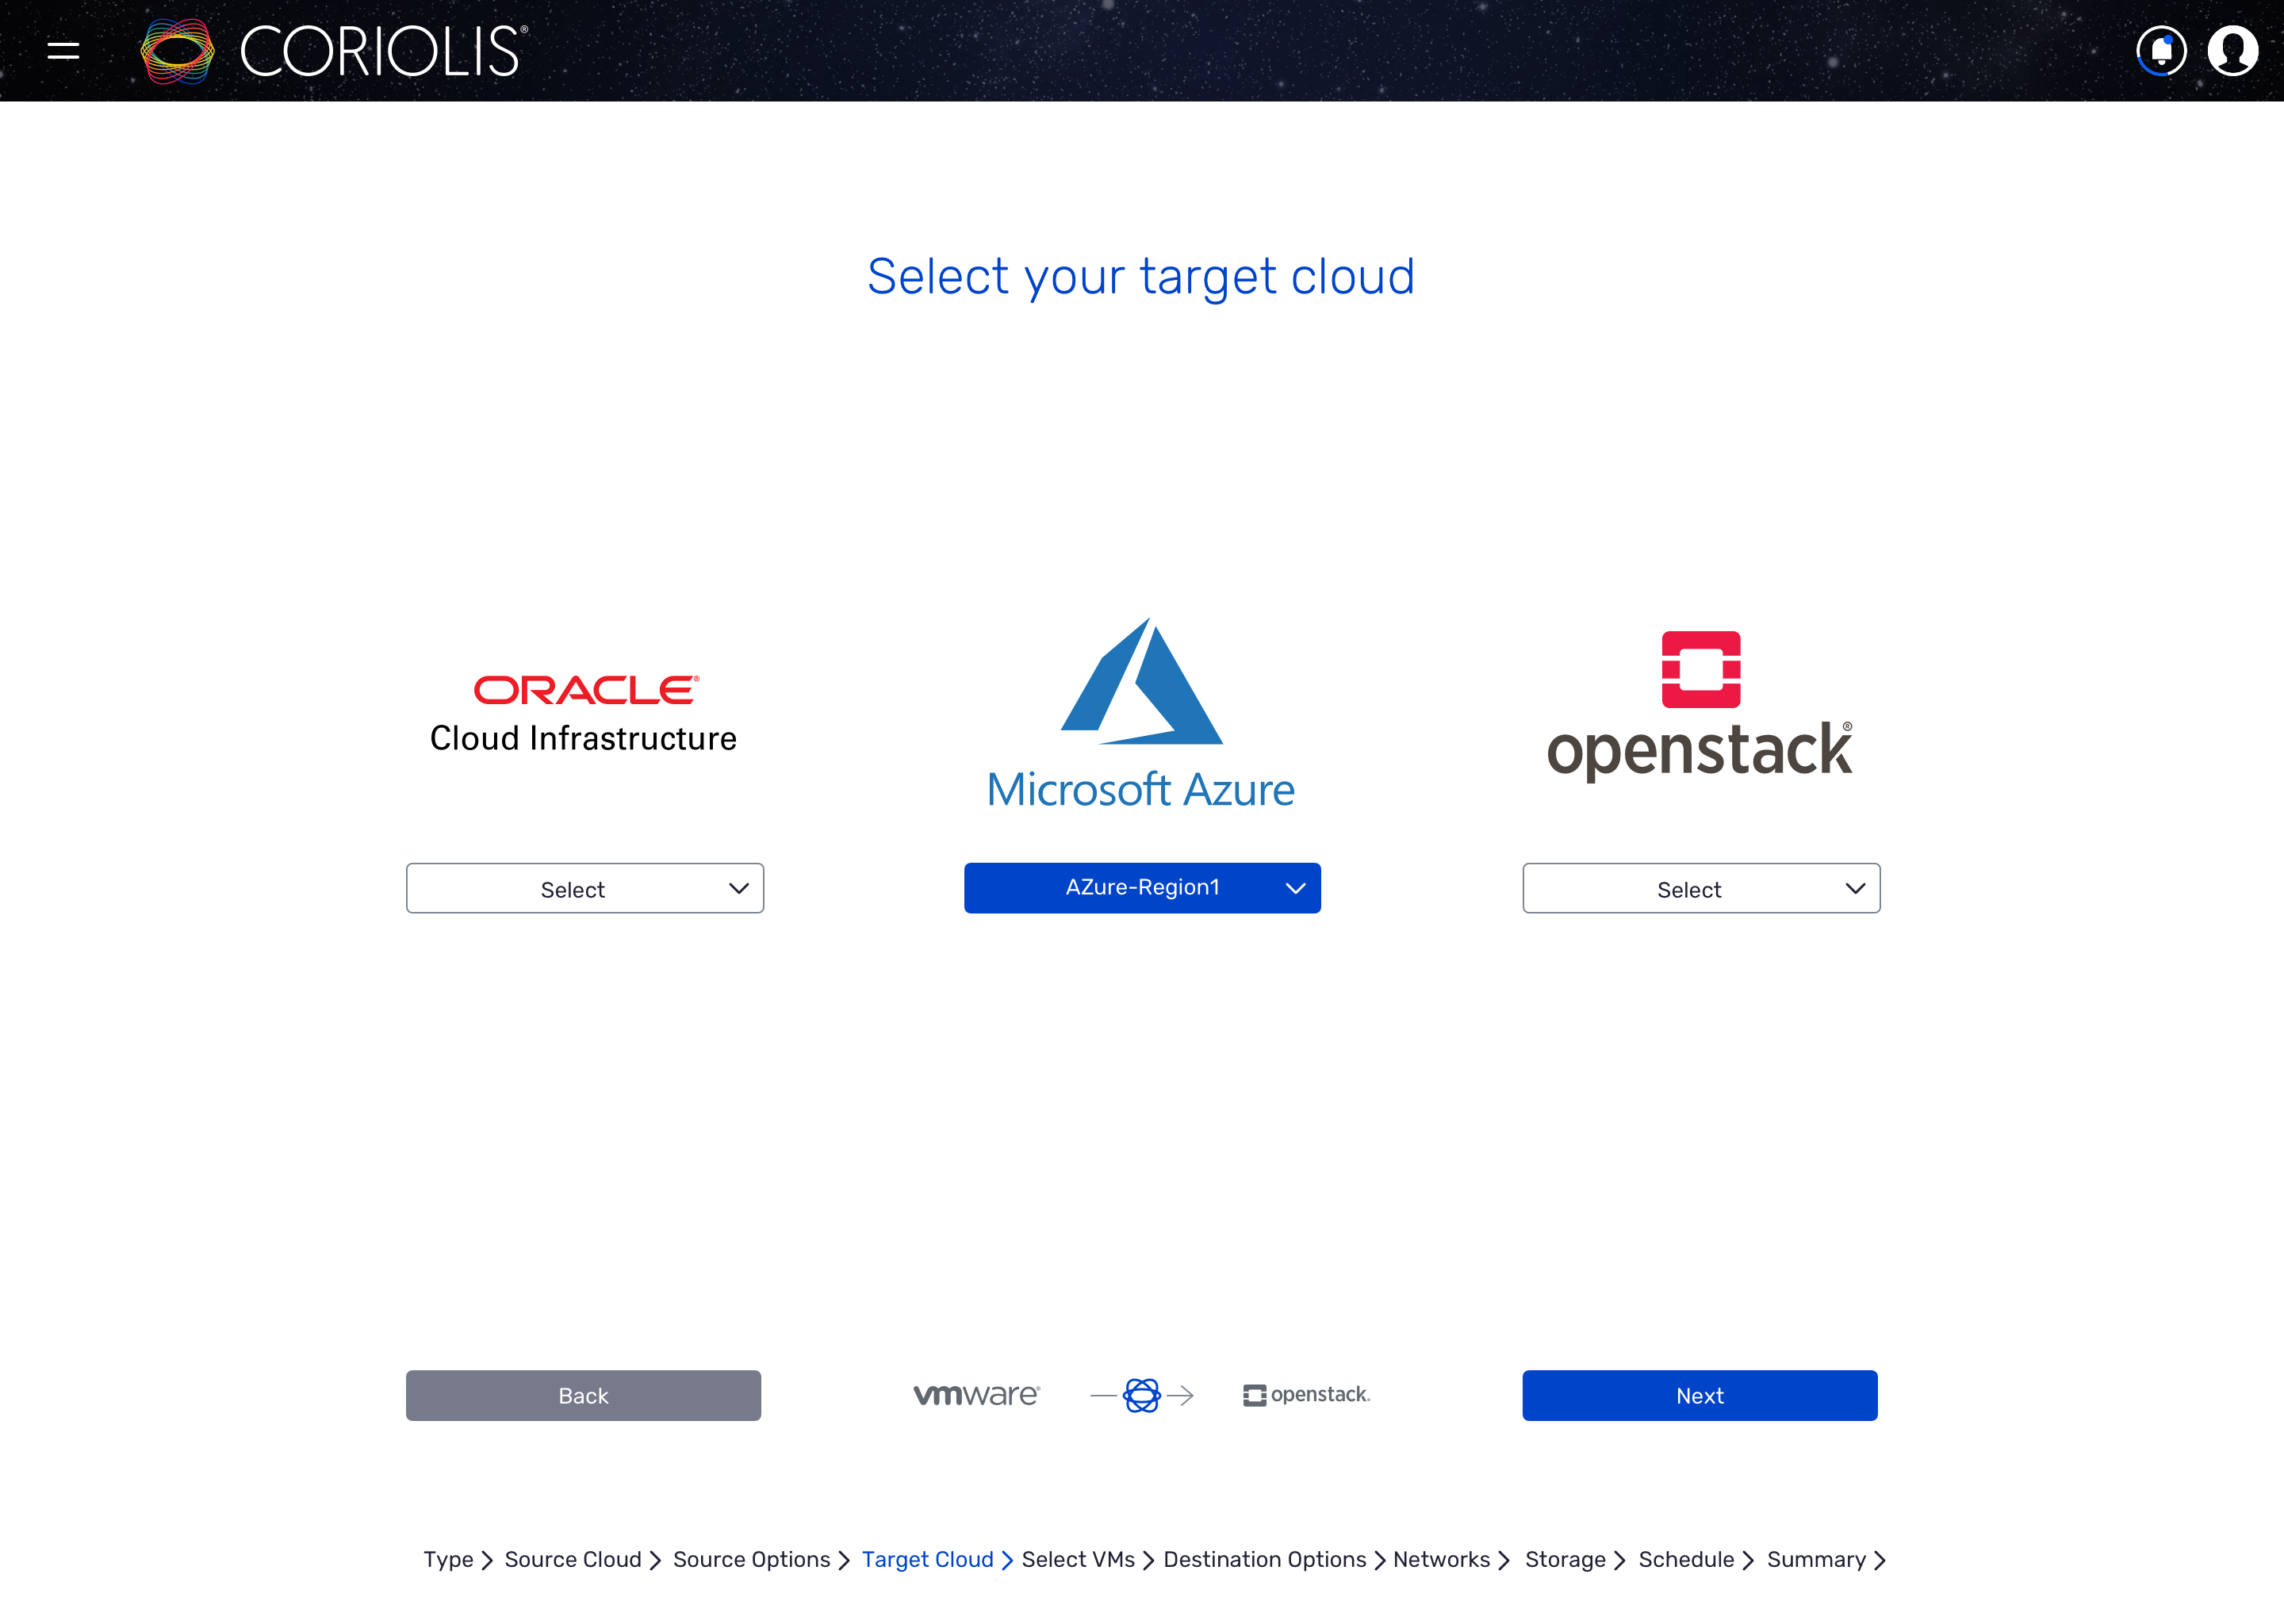 CORIOLIS®
Select your target cloud
ORACLE®
Cloud Infrastructure
Microsoft Azure
openstack®
Select
AZure-Region1
Select
Back
vmware®
openstack.
Next
Type
Source Cloud
Source Options
Target Cloud
Select VMs
Destination Options
Networks
Storage
Schedule
Summary